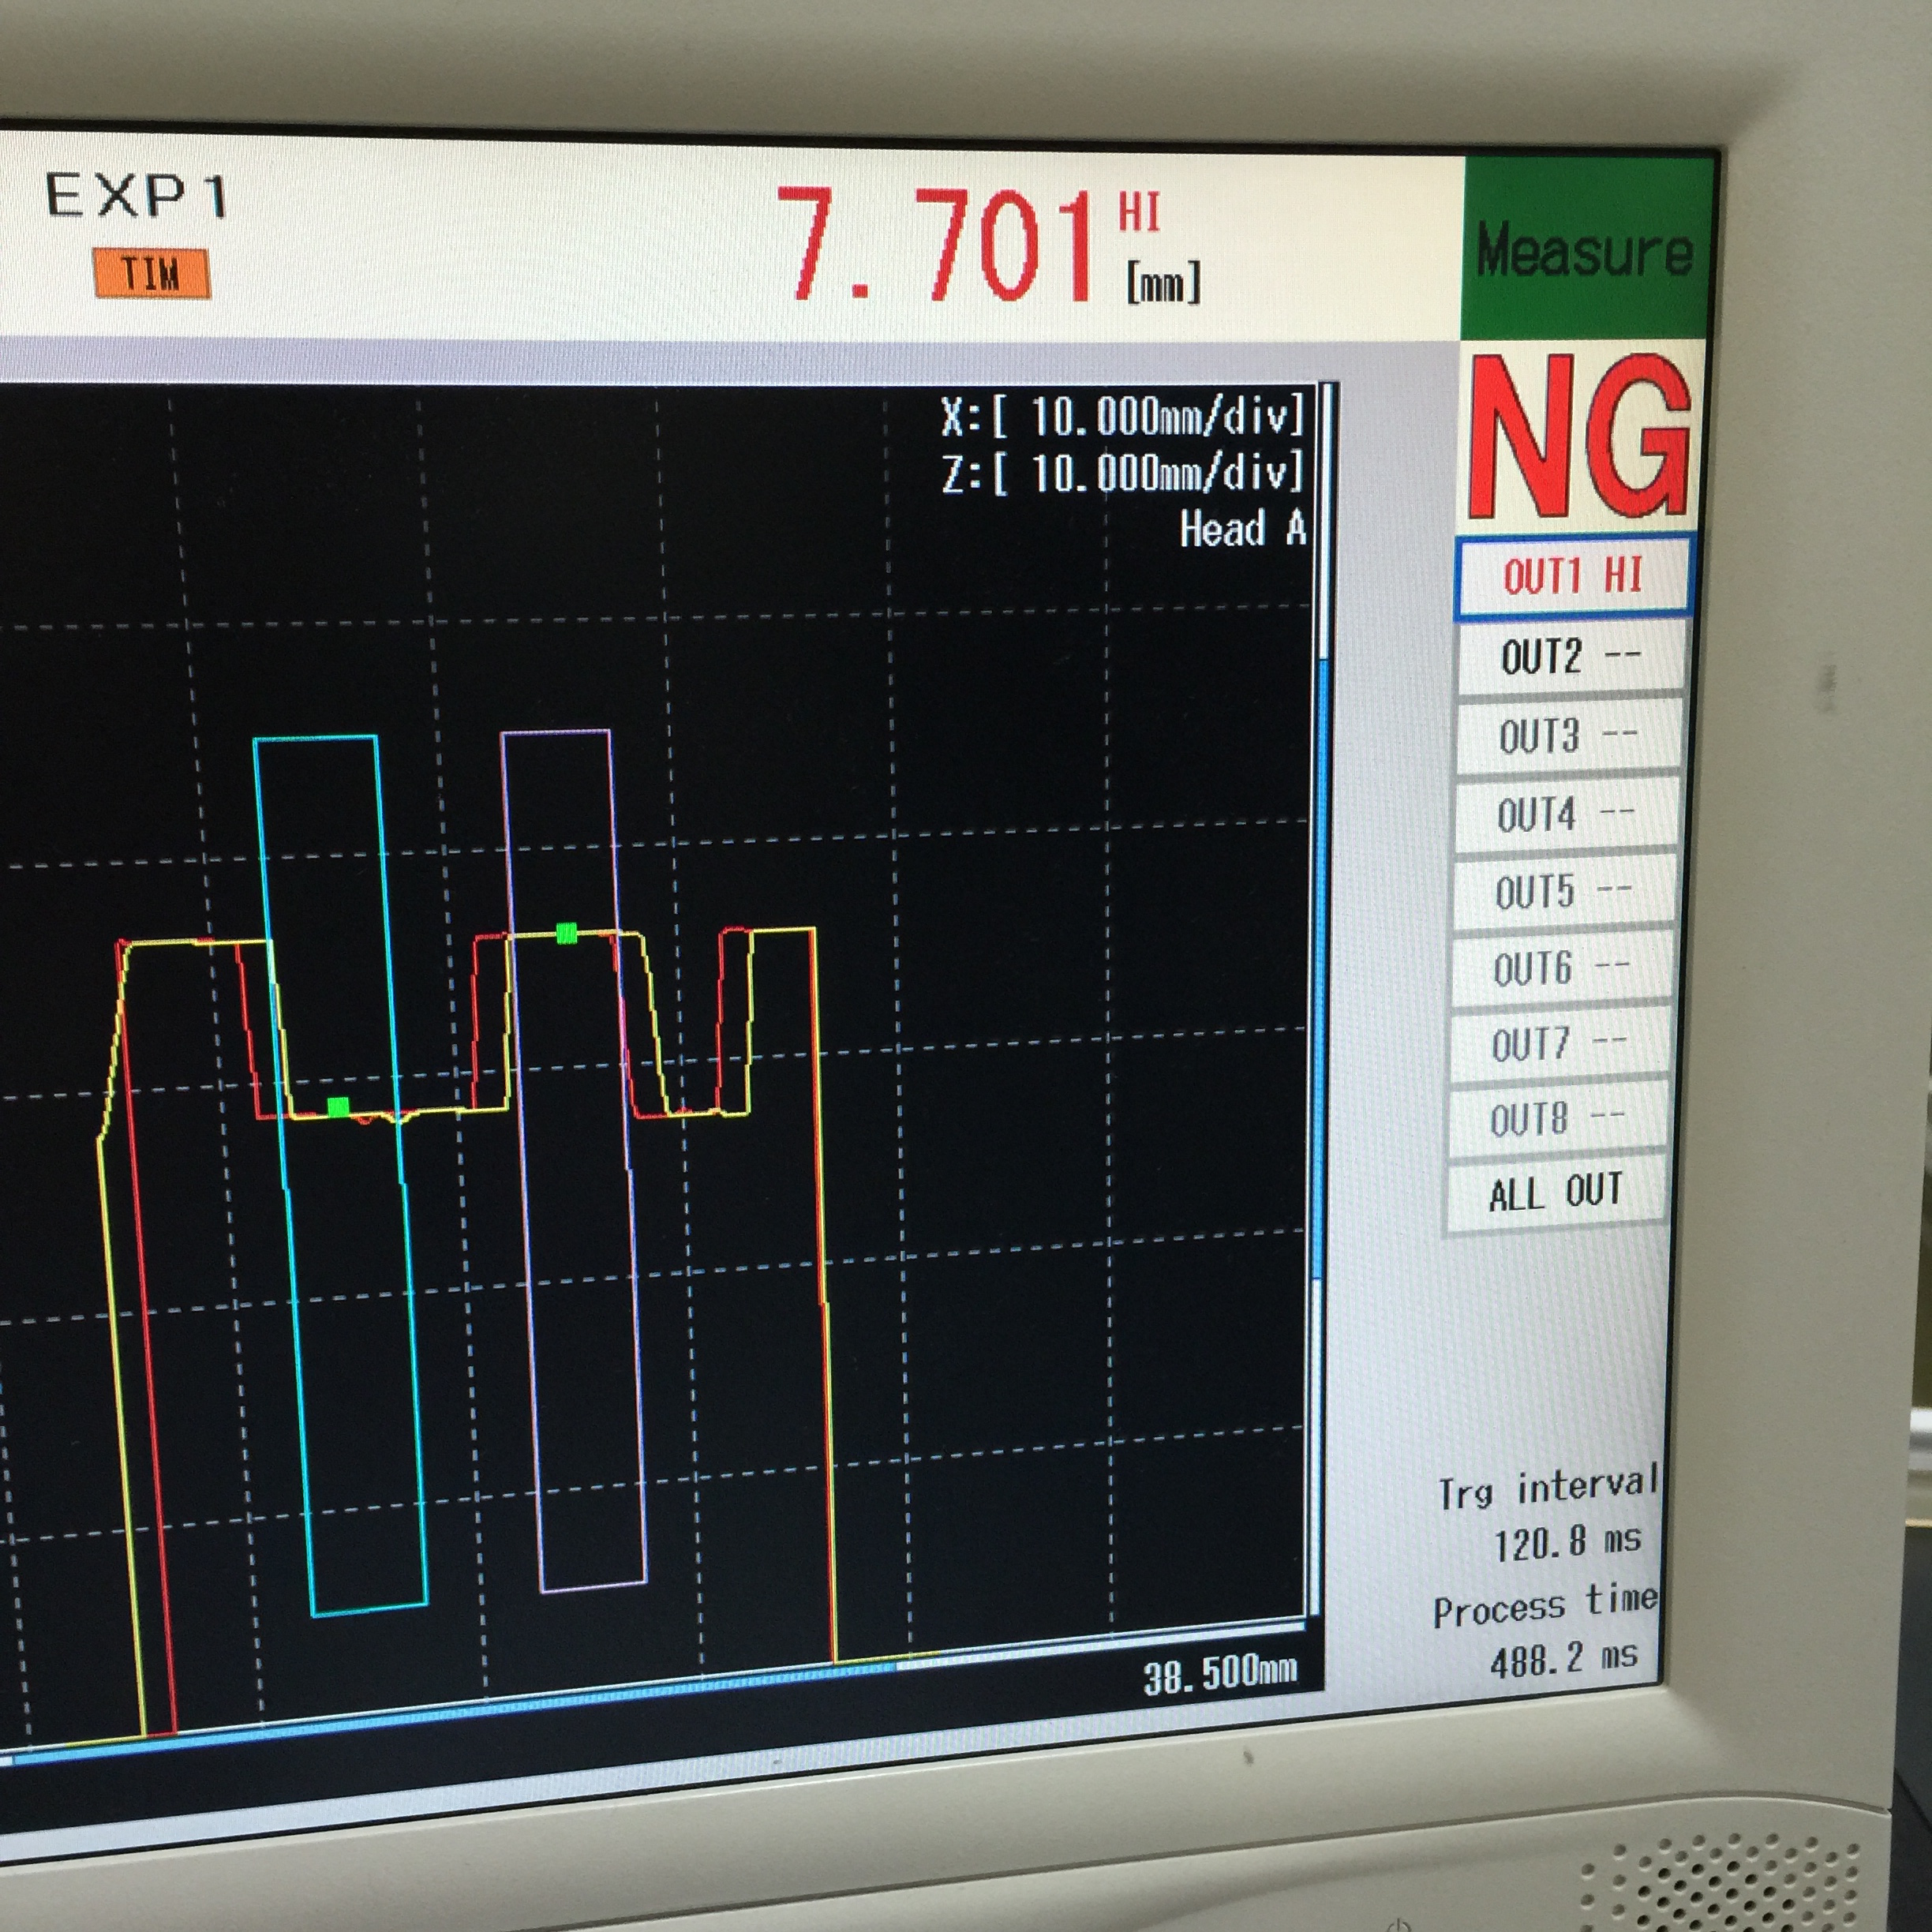 EXP1
TIM
7.701 HI
[mm]
Measure
NG
X:[ 10.000mm/div]
Z:[ 10.000mm/div]
Head A
OUT1 HI
OUT2 --
OUT3 --
OUT4 --
OUT5 --
OUT6 --
OUT7 --
OUT8 --
ALL OUT
Trg interval
120.8 ms
Process time
488.2 ms
38.500mm